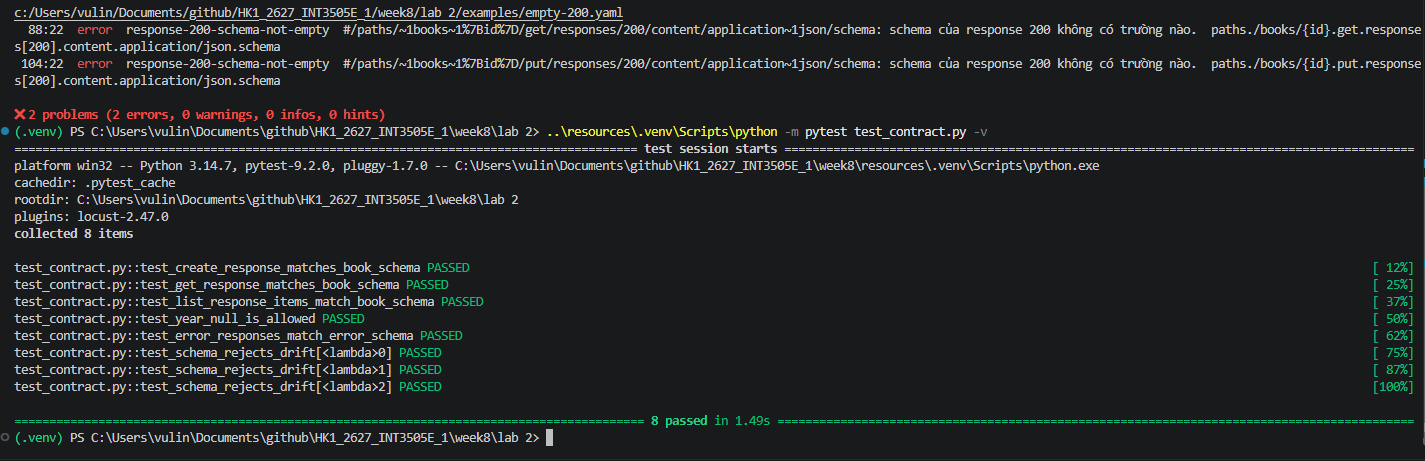 c:/Users/vulin/Documents/github/HK1_2627_INT3505E_1/week8/lab 2/examples/empty-200.yaml
88:22 error response-200-schema-not-empty #/paths/~1books~1%7Bid%7D/get/responses/200/content/application~1json/schema: schema của response 200 không có trường nào. paths./books/{id}.get.response
s[200].content.application/json.schema
104:22 error response-200-schema-not-empty #/paths/~1books~1%7Bid%7D/put/responses/200/content/application~1json/schema: schema của response 200 không có trường nào. paths./books/{id}.put.response
s[200].content.application/json.schema
✖ 2 problems (2 errors, 0 warnings, 0 infos, 0 hints)
(.venv) PS C:\Users\vulin\Documents\github\HK1_2627_INT3505E_1\week8\lab 2> ..\resources\.venv\Scripts\python -m pytest test_contract.py -v
============ test session starts ============
platform win32 -- Python 3.14.7, pytest-9.2.0, pluggy-1.7.0 -- C:\Users\vulin\Documents\github\HK1_2627_INT3505E_1\week8\resources\.venv\Scripts\python.exe
cachedir: .pytest_cache
rootdir: C:\Users\vulin\Documents\github\HK1_2627_INT3505E_1\week8\lab 2
plugins: locust-2.47.0
collected 8 items
test_contract.py::test_create_response_matches_book_schema PASSED [ 12%]
test_contract.py::test_get_response_matches_book_schema PASSED [ 25%]
test_contract.py::test_list_response_items_match_book_schema PASSED [ 37%]
test_contract.py::test_year_null_is_allowed PASSED [ 50%]
test_contract.py::test_error_responses_match_error_schema PASSED [ 62%]
test_contract.py::test_schema_rejects_drift[<lambda>0] PASSED [ 75%]
test_contract.py::test_schema_rejects_drift[<lambda>1] PASSED [ 87%]
test_contract.py::test_schema_rejects_drift[<lambda>2] PASSED [100%]
============ 8 passed in 1.49s ============
(.venv) PS C:\Users\vulin\Documents\github\HK1_2627_INT3505E_1\week8\lab 2>